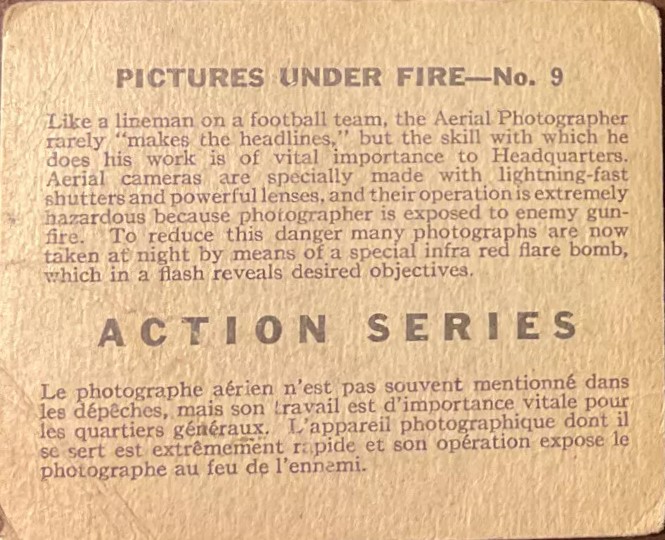 PICTURES UNDER FIRE—No. 9
Like a lineman on a football team, the Aerial Photographer
rarely "makes the headlines," but the skill with which he
does his work is of vital importance to Headquarters.
Aerial cameras are specially made with lightning-fast
shutters and powerful lenses, and their operation is extremely
hazardous because photographer is exposed to enemy gun-
fire. To reduce this danger many photographs are now
taken at night by means of a special infra red flare bomb,
which in a flash reveals desired objectives.
ACTION SERIES
Le photographe aérien n'est pas souvent mentionné dans
les dépêches, mais son travail est d'importance vitale pour
les quartiers généraux. L'appareil photographique dont il
se sert est extrêmement rapide et son opération expose le
photographe au feu de l'ennemi.